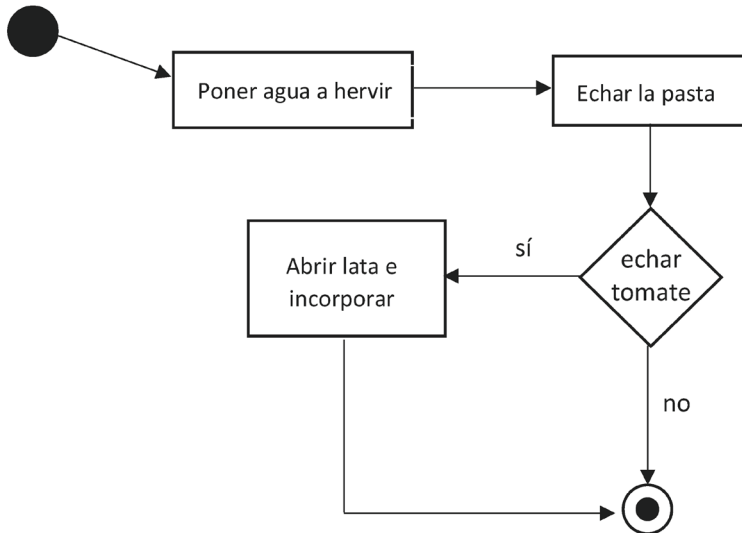 Poner agua a hervir
Echar la pasta
echar
tomate
sí
Abrir lata e
incorporar
no